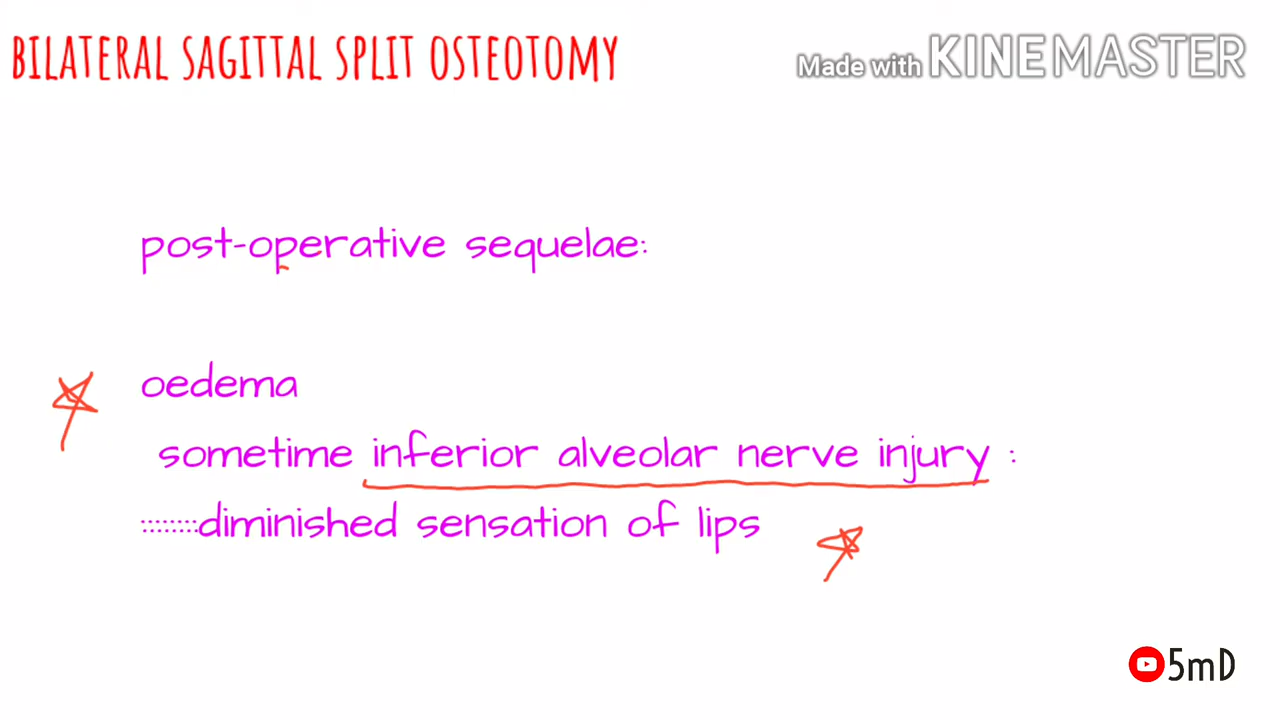 BILATERAL SAGITTAL SPLIT OSTEOTOMY
Made with KINEMASTER
post-operative sequelae:
oedema
sometime inferior alveolar nerve injury :
::::::::diminished sensation of lips
5mD